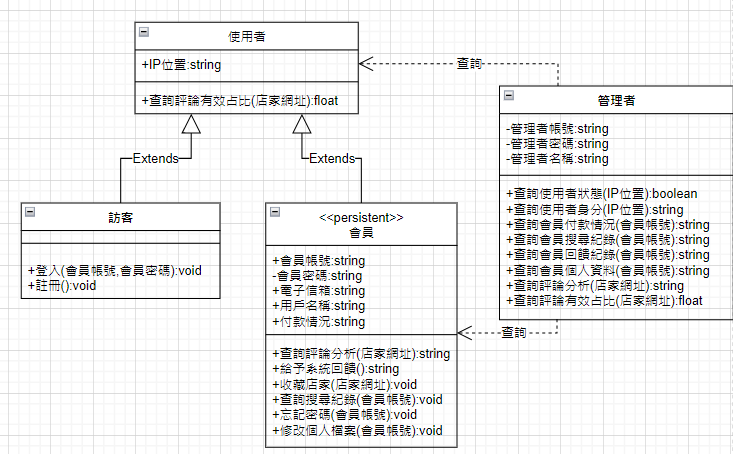 使用者
+IP位置:string
+查詢評論有效占比(店家網址):float
查詢
管理者
-管理者帳號:string
-管理者密碼:string
-管理者名稱:string
+查詢使用者狀態(IP位置):boolean
+查詢使用者身分(IP位置):string
+查詢會員付款情況(會員帳號):string
+查詢會員搜尋紀錄(會員帳號):string
+查詢會員回饋紀錄(會員帳號):string
+查詢會員個人資料(會員帳號):string
+查詢評論分析(店家網址):string
+查詢評論有效占比(店家網址):float
Extends
Extends
訪客
+登入(會員帳號,會員密碼):void
+註冊():void
<<persistent>>
會員
+會員帳號:string
-會員密碼:string
+電子信箱:string
+用戶名稱:string
+付款情況:string
查詢
+查詢評論分析(店家網址):string
+給予系統回饋():string
+收藏店家(店家網址):void
+查詢搜尋紀錄(會員帳號):void
+忘記密碼(會員帳號):void
+修改個人檔案(會員帳號):void